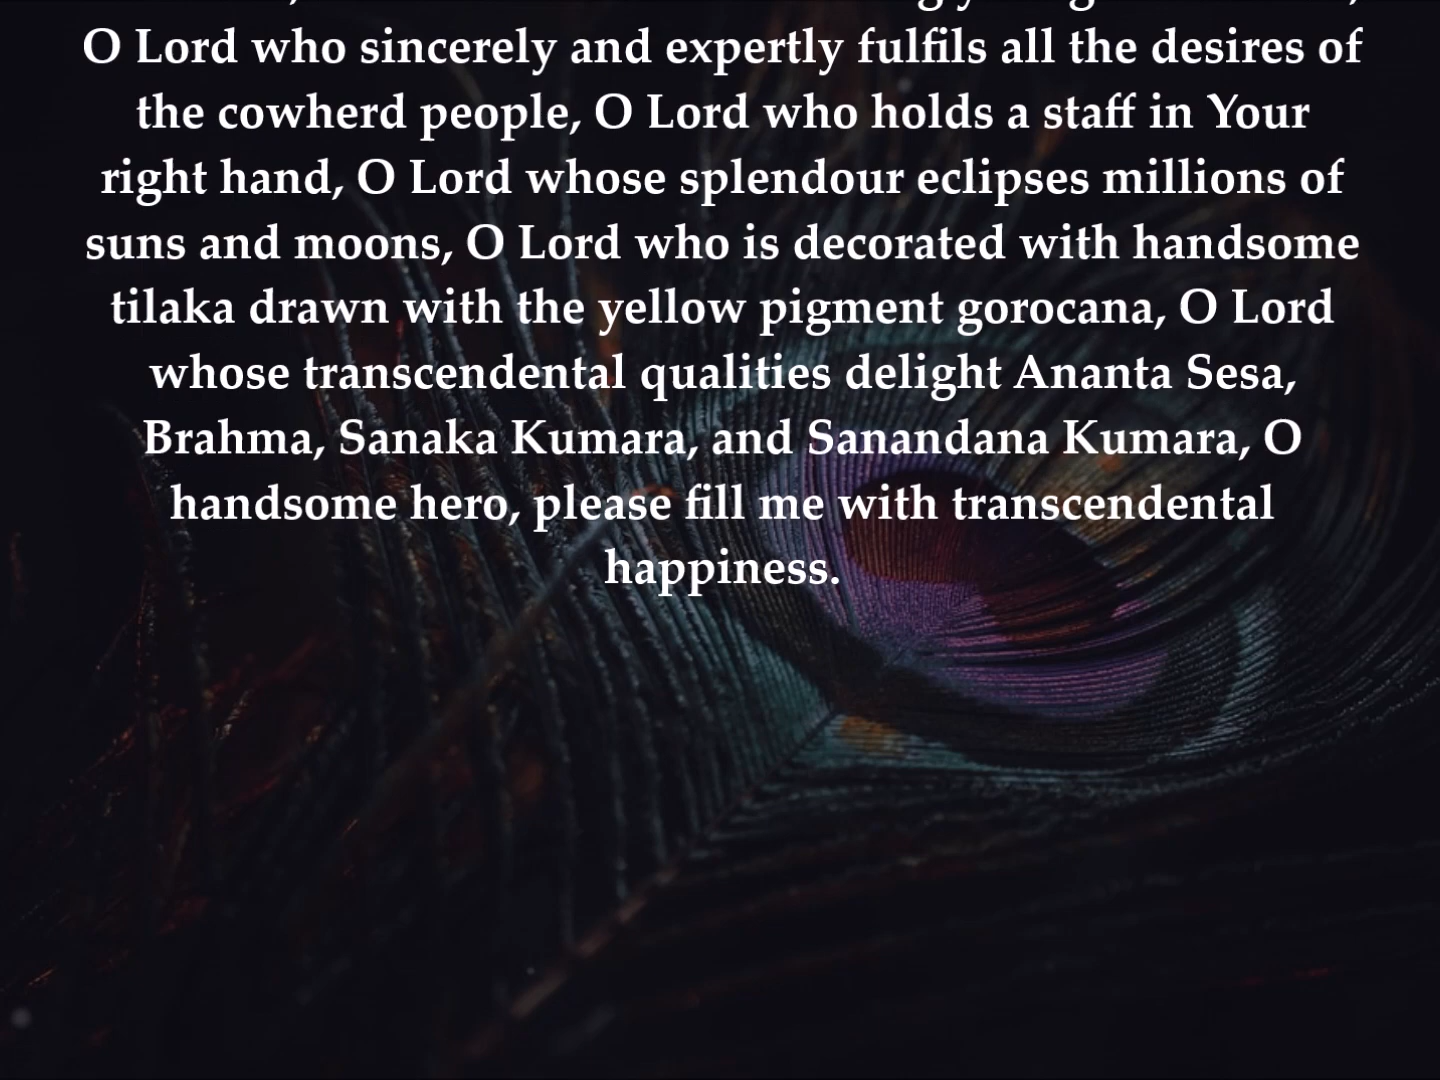 O Lord who sincerely and expertly fulfils all the desires of
the cowherd people, O Lord who holds a staff in Your
right hand, O Lord whose splendour eclipses millions of
suns and moons, O Lord who is decorated with handsome
tilaka drawn with the yellow pigment gorocana, O Lord
whose transcendental qualities delight Ananta Sesa,
Brahma, Sanaka Kumara, and Sanandana Kumara, O
handsome hero, please fill me with transcendental
happiness.